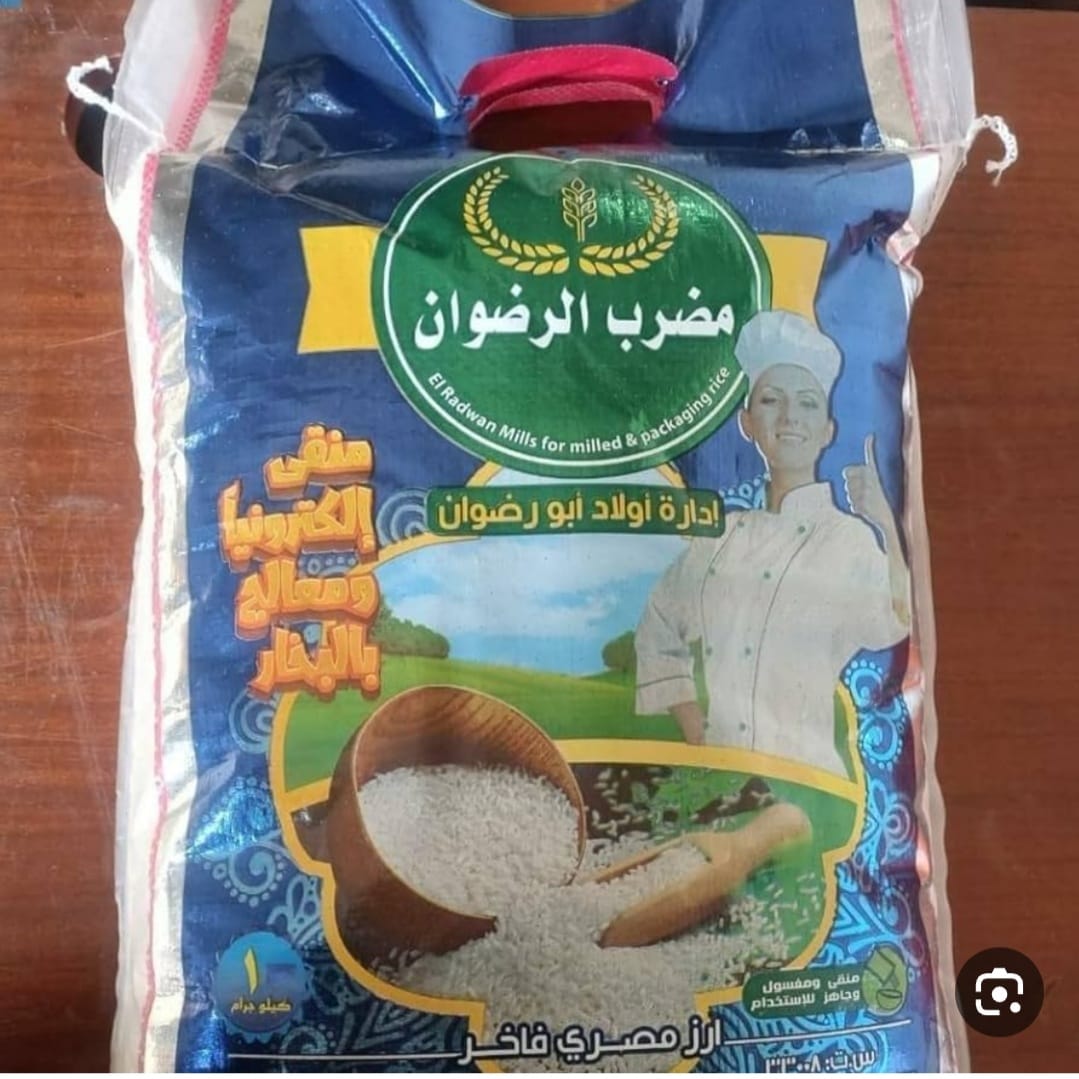 مضرب الرضوان
El Radwan Mills for milled & packaging rice
إدارة أولاد أبو رضوان
منقى
إلكترونياً
ومعالج
بالبخار
١
كيلو جرام
منقى ومغسول
وجاهز للإستخدام
ارز مصري فاخر
س.ت: